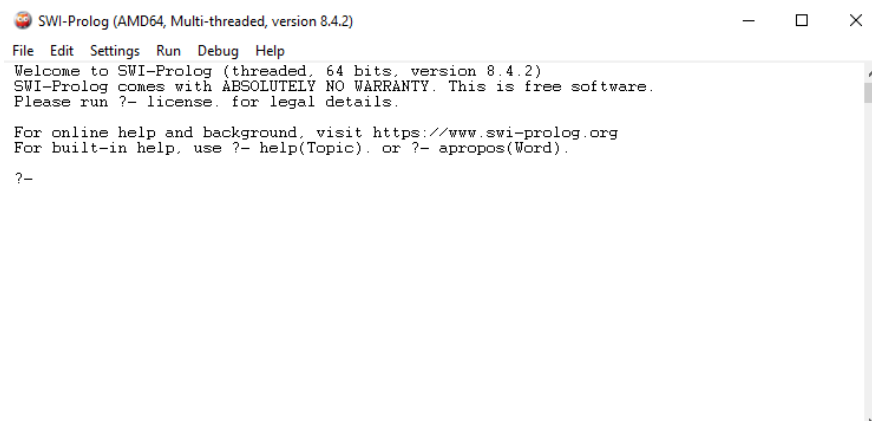 SWI-Prolog (AMD64, Multi-threaded, version 8.4.2)
File Edit Settings Run Debug Help
Welcome to SWI-Prolog (threaded, 64 bits, version 8.4.2)
SWI-Prolog comes with ABSOLUTELY NO WARRANTY. This is free software.
Please run ?- license. for legal details.
For online help and background, visit https://www.swi-prolog.org
For built-in help, use ?- help(Topic). or ?- apropos(Word).
?-